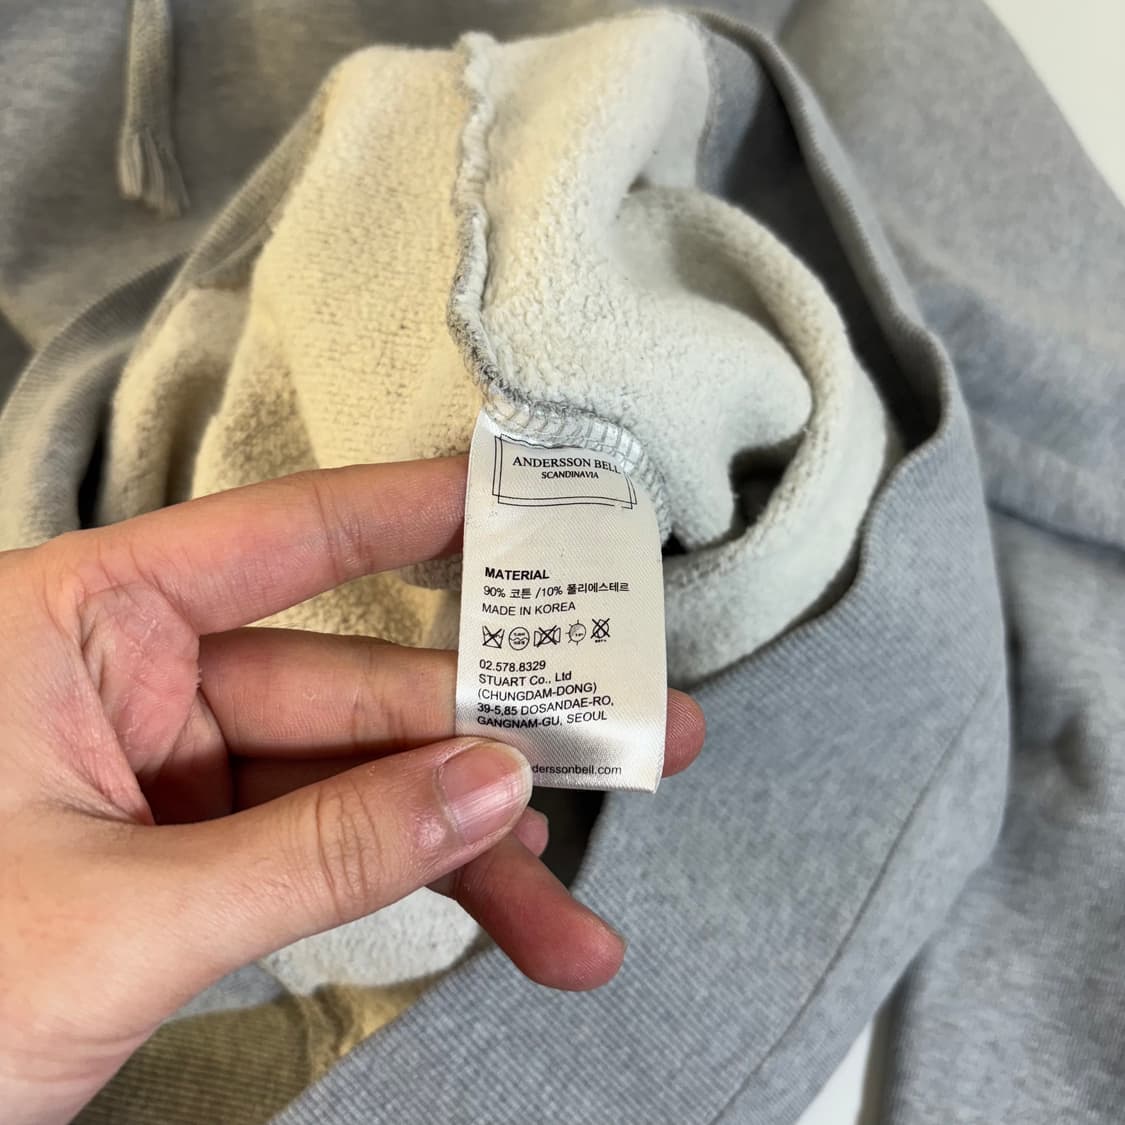 ANDERSSON BELL
SCANDINAVIA
MATERIAL
90% 코튼 /10% 폴리에스테르
MADE IN KOREA
02.578.8329
STUART Co., Ltd
(CHUNGDAM-DONG)
39-5,85 DOSANDAE-RO,
GANGNAM-GU, SEOUL
derssonbell.com